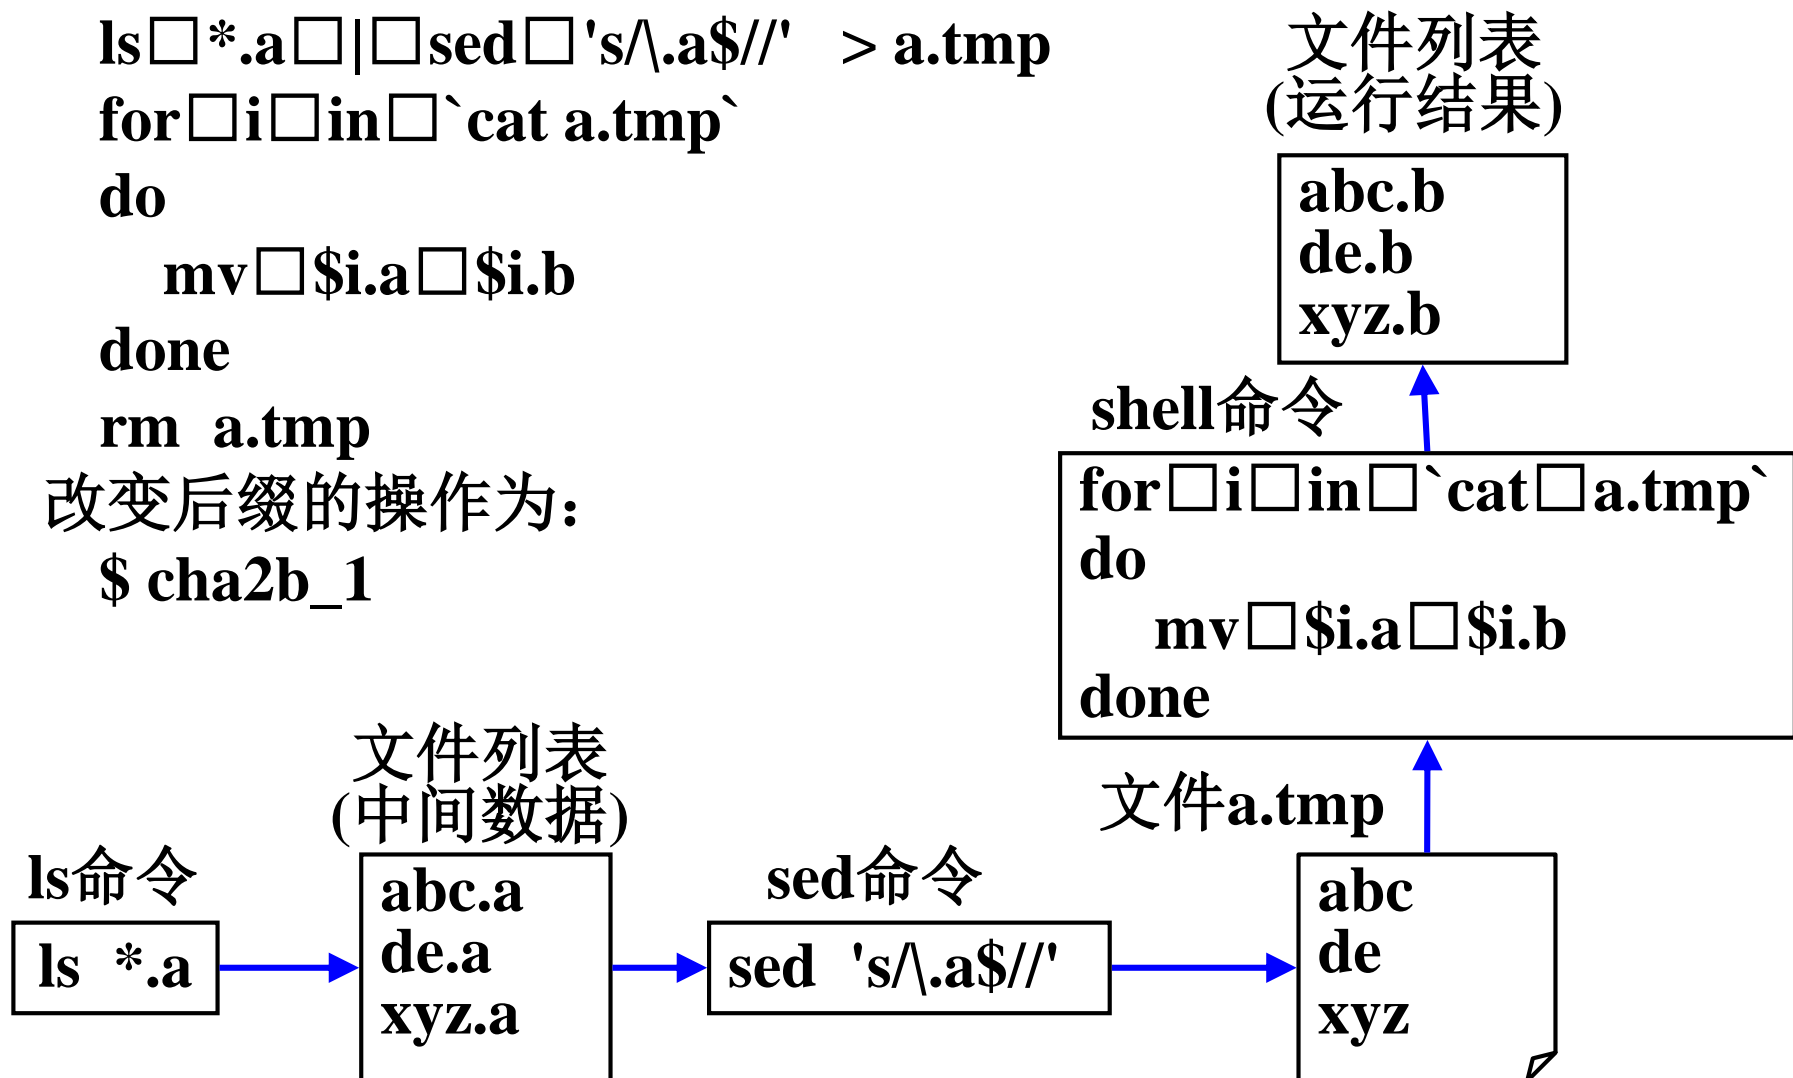 ls□*.a□|□sed□'s/\.a$//' > a.tmp
for□i□in□`cat a.tmp`
do
mv□$i.a□$i.b
done
rm a.tmp
改变后缀的操作为：
$ cha2b_1
文件列表
(运行结果)
abc.b
de.b
xyz.b
shell命令
for□i□in□`cat□a.tmp`
do
mv□$i.a□$i.b
done
文件a.tmp
文件列表
(中间数据)
ls命令
ls *.a
abc.a
de.a
xyz.a
sed命令
sed 's/\.a$//'
abc
de
xyz